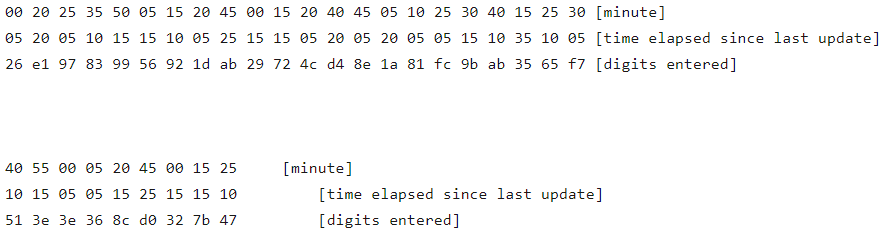 00 20 25 35 50 05 15 20 45 00 15 20 40 45 05 10 25 30 40 15 25 30 [minute]
05 20 05 10 15 15 10 05 25 15 15 05 20 05 20 05 05 15 10 35 10 05 [time elapsed since last update]
26 e1 97 83 99 56 92 1d ab 29 72 4c d4 8e 1a 81 fc 9b ab 35 65 f7 [digits entered]
40 55 00 05 20 45 00 15 25 [minute]
10 15 05 05 15 25 15 15 10 [time elapsed since last update]
51 3e 3e 36 8c d0 32 7b 47 [digits entered]